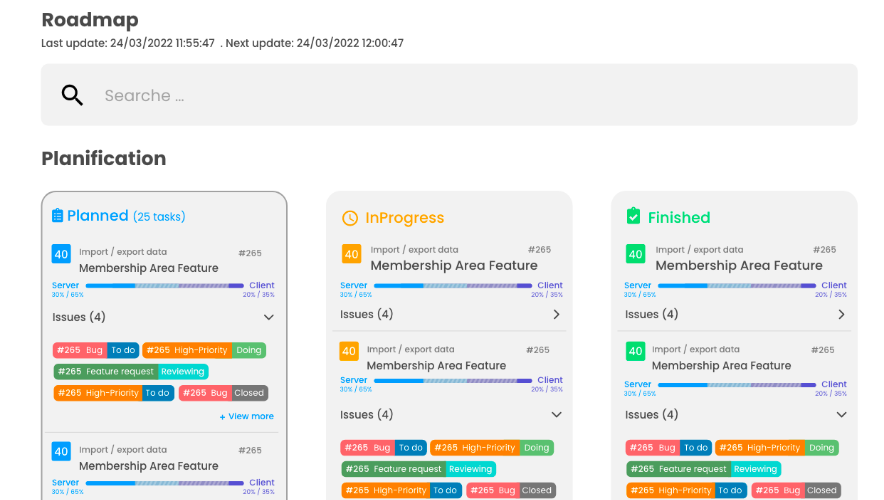 Roadmap
Last update: 24/03/2022 11:55:47 . Next update: 24/03/2022 12:00:47
Searche ...
Planification
Planned (25 tasks)
40 Import / export data #265
Membership Area Feature
Server Client
30% / 65% 20% / 35%
Issues (4)
#265 Bug To do #265 High-Priority Doing
#265 Feature request Reviewing
#265 High-Priority To do #265 Bug Closed
+ View more
40 Import / export data #265
Membership Area Feature
Server Client
30% / 65% 20% / 35%
InProgress
40 Import / export data #265
Membership Area Feature
Server Client
30% / 65% 20% / 35%
Issues (4)
40 Import / export data #265
Membership Area Feature
Server Client
30% / 65% 20% / 35%
Issues (4)
#265 Bug To do #265 High-Priority Doing
#265 Feature request Reviewing
#265 High-Priority To do #265 Bug Closed
Finished
40 Import / export data #265
Membership Area Feature
Server Client
30% / 65% 20% / 35%
Issues (4)
40 Import / export data #265
Membership Area Feature
Server Client
30% / 65% 20% / 35%
Issues (4)
#265 Bug To do #265 High-Priority Doing
#265 Feature request Reviewing
#265 High-Priority To do #265 Bug Closed